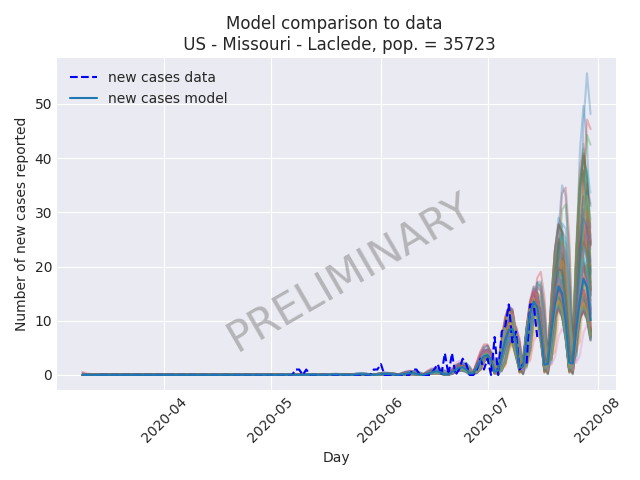 Model comparison to data
US - Missouri - Laclede, pop. = 35723
new cases data
new cases model
Number of new cases reported
50
40
30
20
10
0
PRELIMINARY
2020-04
2020-05
2020-06
2020-07
2020-08
Day